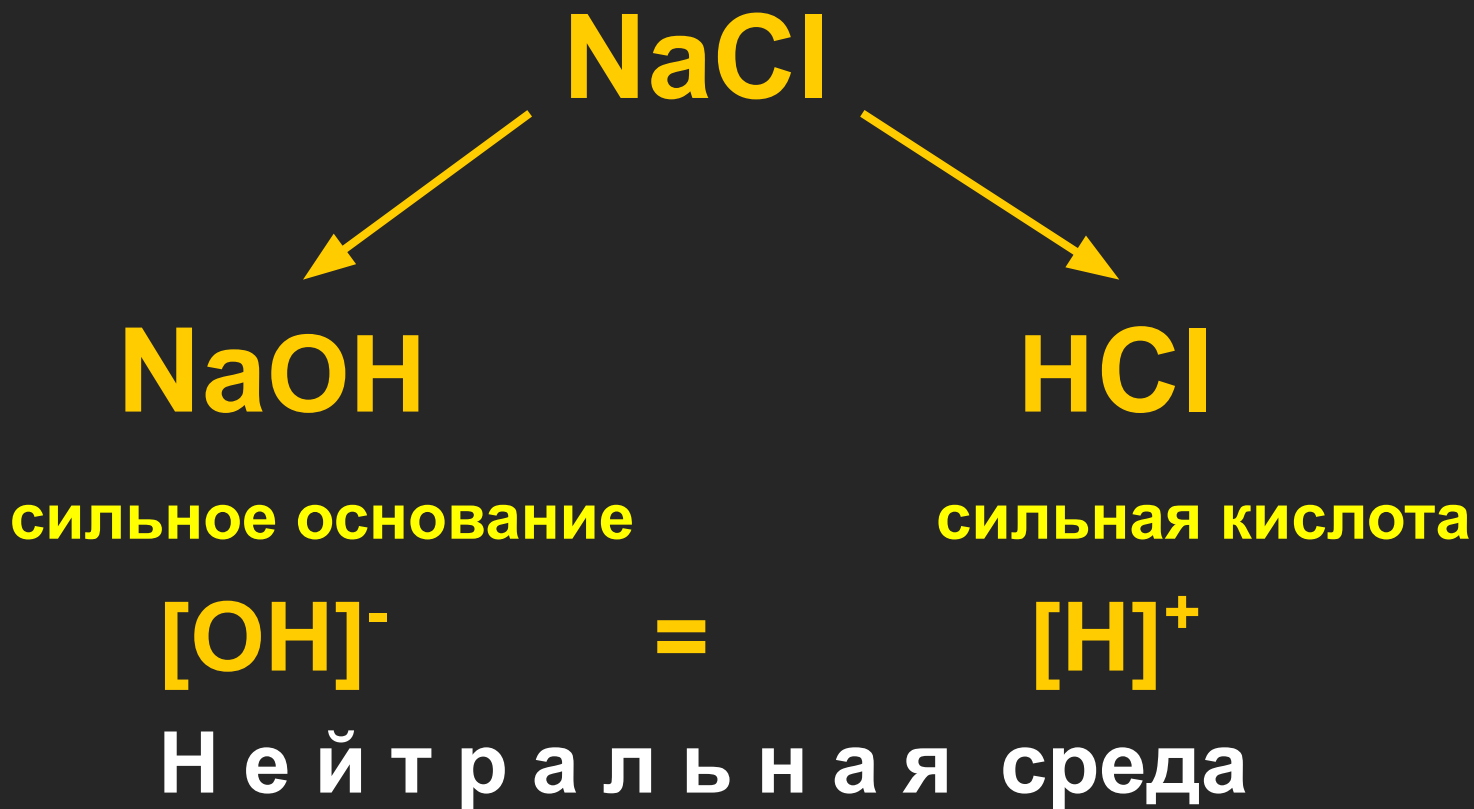 NaCl
NaOH HCl
сильное основание сильная кислота
[OH]⁻ = [H]⁺
Н е й т р а л ь н а я среда